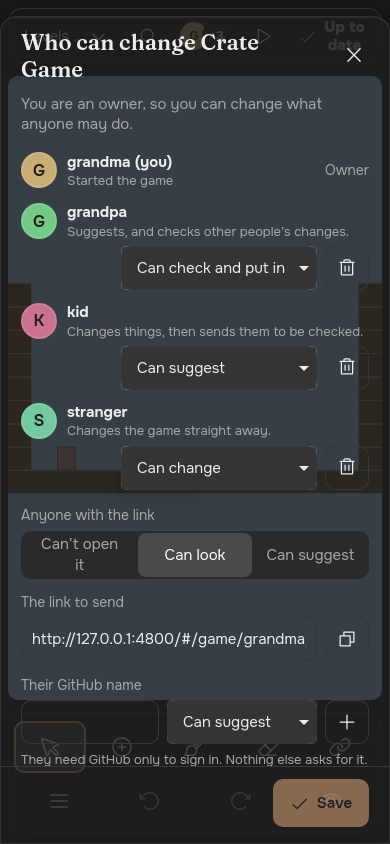 Who can change Crate
Game
Up to
date
You are an owner, so you can change what
anyone may do.
G
grandma (you)
Started the game
Owner
G
grandpa
Suggests, and checks other people's changes.
Can check and put in
K
kid
Changes things, then sends them to be checked.
Can suggest
S
stranger
Changes the game straight away.
Can change
Anyone with the link
Can't open
it
Can look
Can suggest
The link to send
http://127.0.0.1:4800/#/game/grandma
Their GitHub name
Can suggest
They need GitHub only to sign in. Nothing else asks for it.
Save